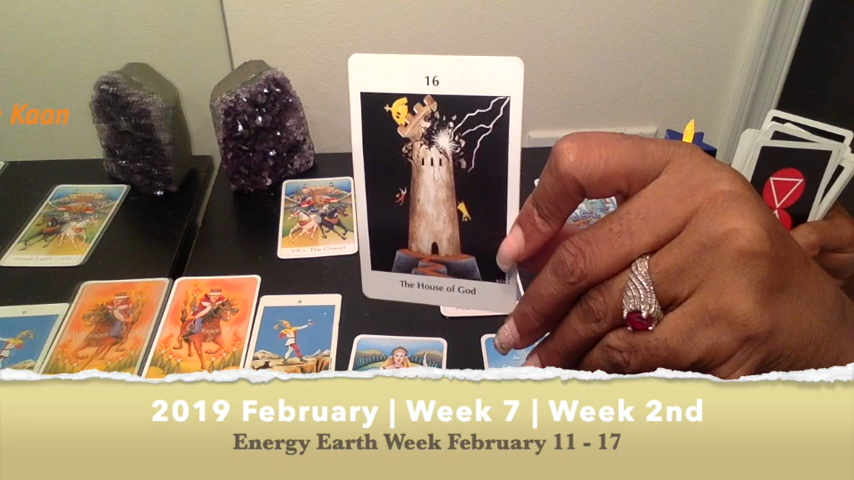 Kaan
16
The House of God
VII - The Chariot
2019 February | Week 7 | Week 2nd
Energy Earth Week February 11 - 17